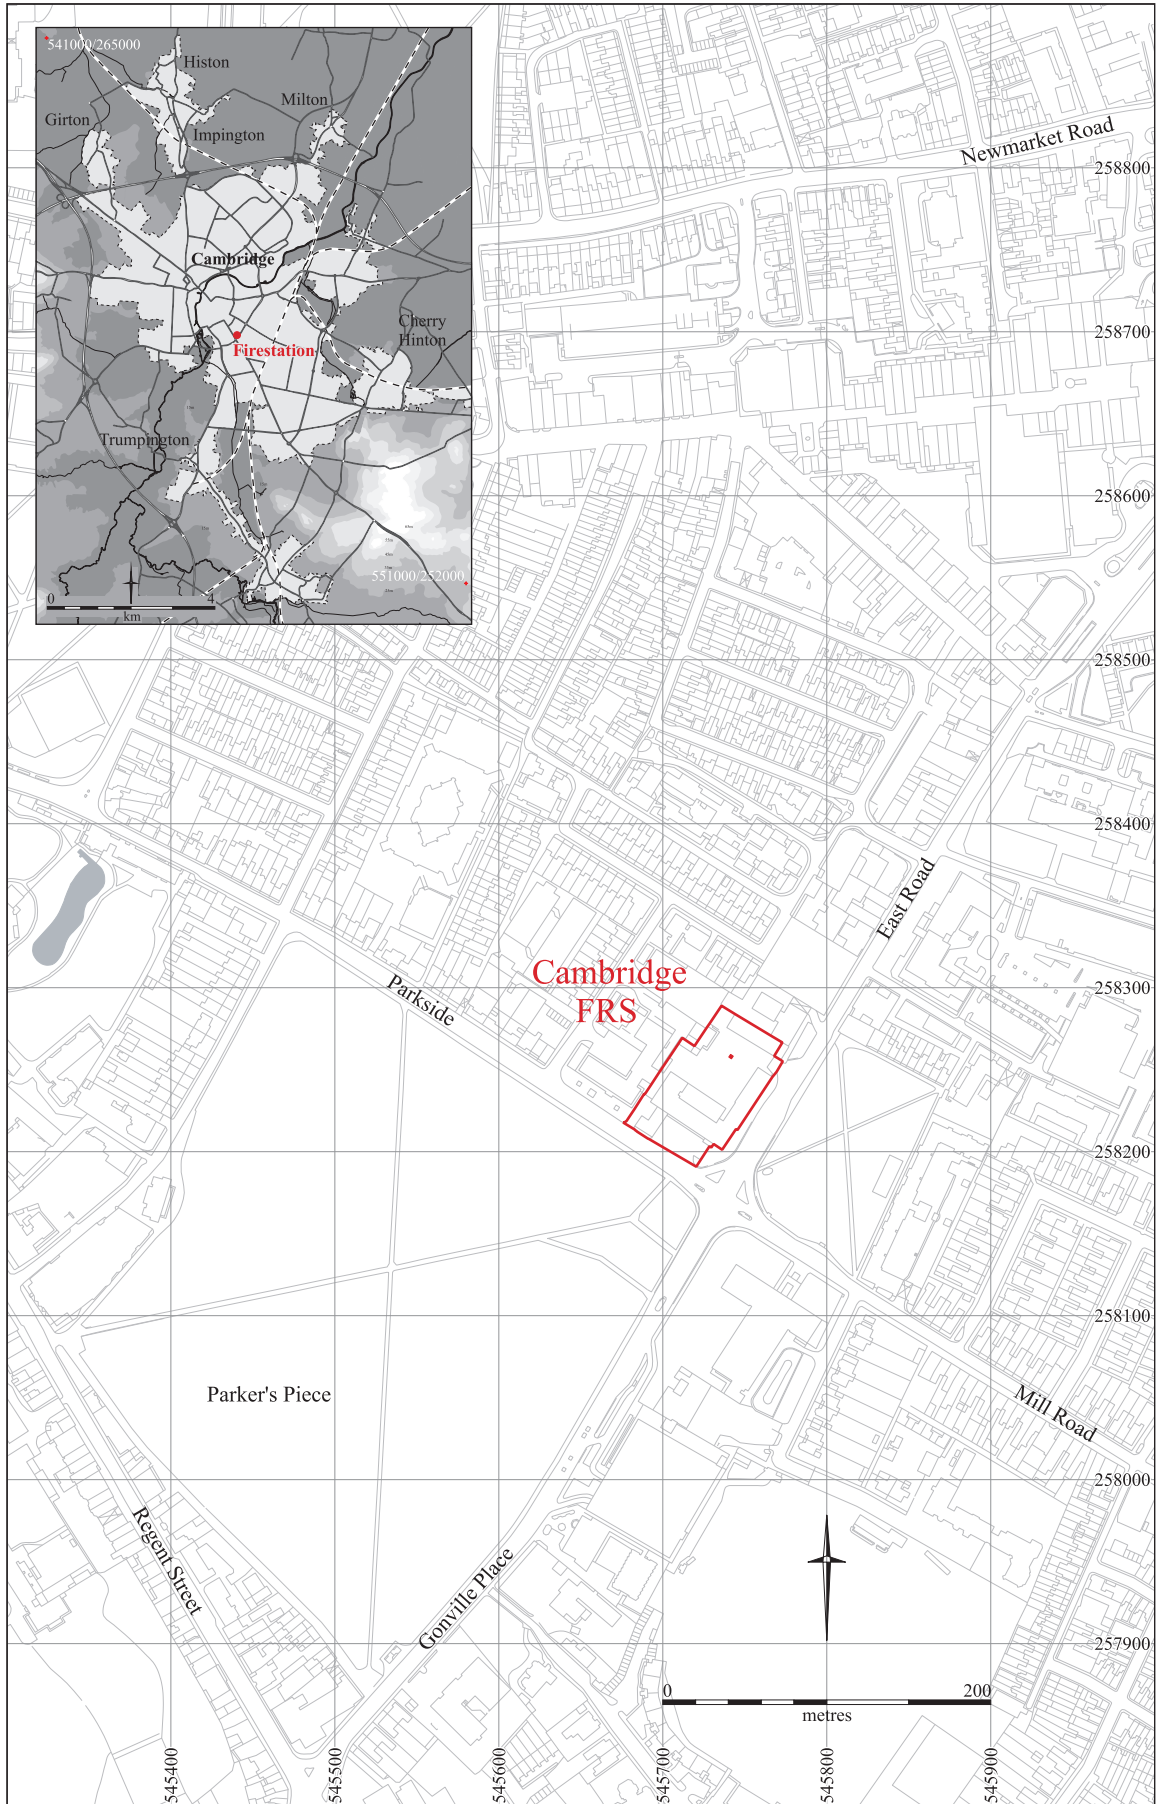 541000/265000
Histon
Milton
Girton
Impington
Cambridge
Cherry
Hinton
Firestation
Trumpington
551000/252000
0 4
km
Newmarket Road
258800
258700
258600
258500
258400
East Road
Cambridge
FRS
Parkside
258300
258200
258100
Parker's Piece
Mill Road
258000
Regent Street
Gonville Place
257900
0 200
metres
545400
545500
545600
545700
545800
545900